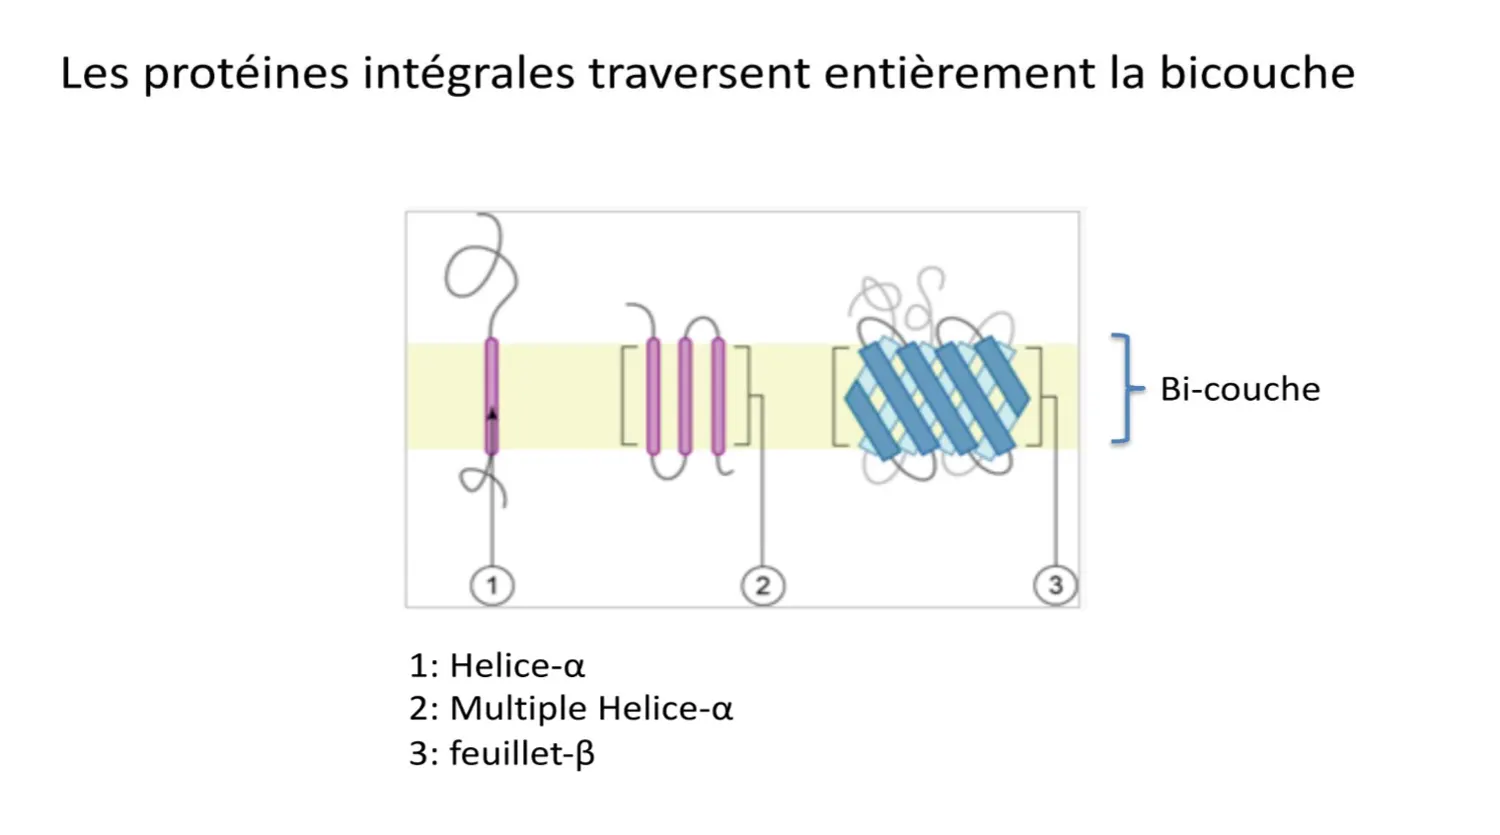 Les protéines intégrales traversent entièrement la bicouche
Bi-couche
1
2
3
1: Helice-α
2: Multiple Helice-α
3: feuillet-β